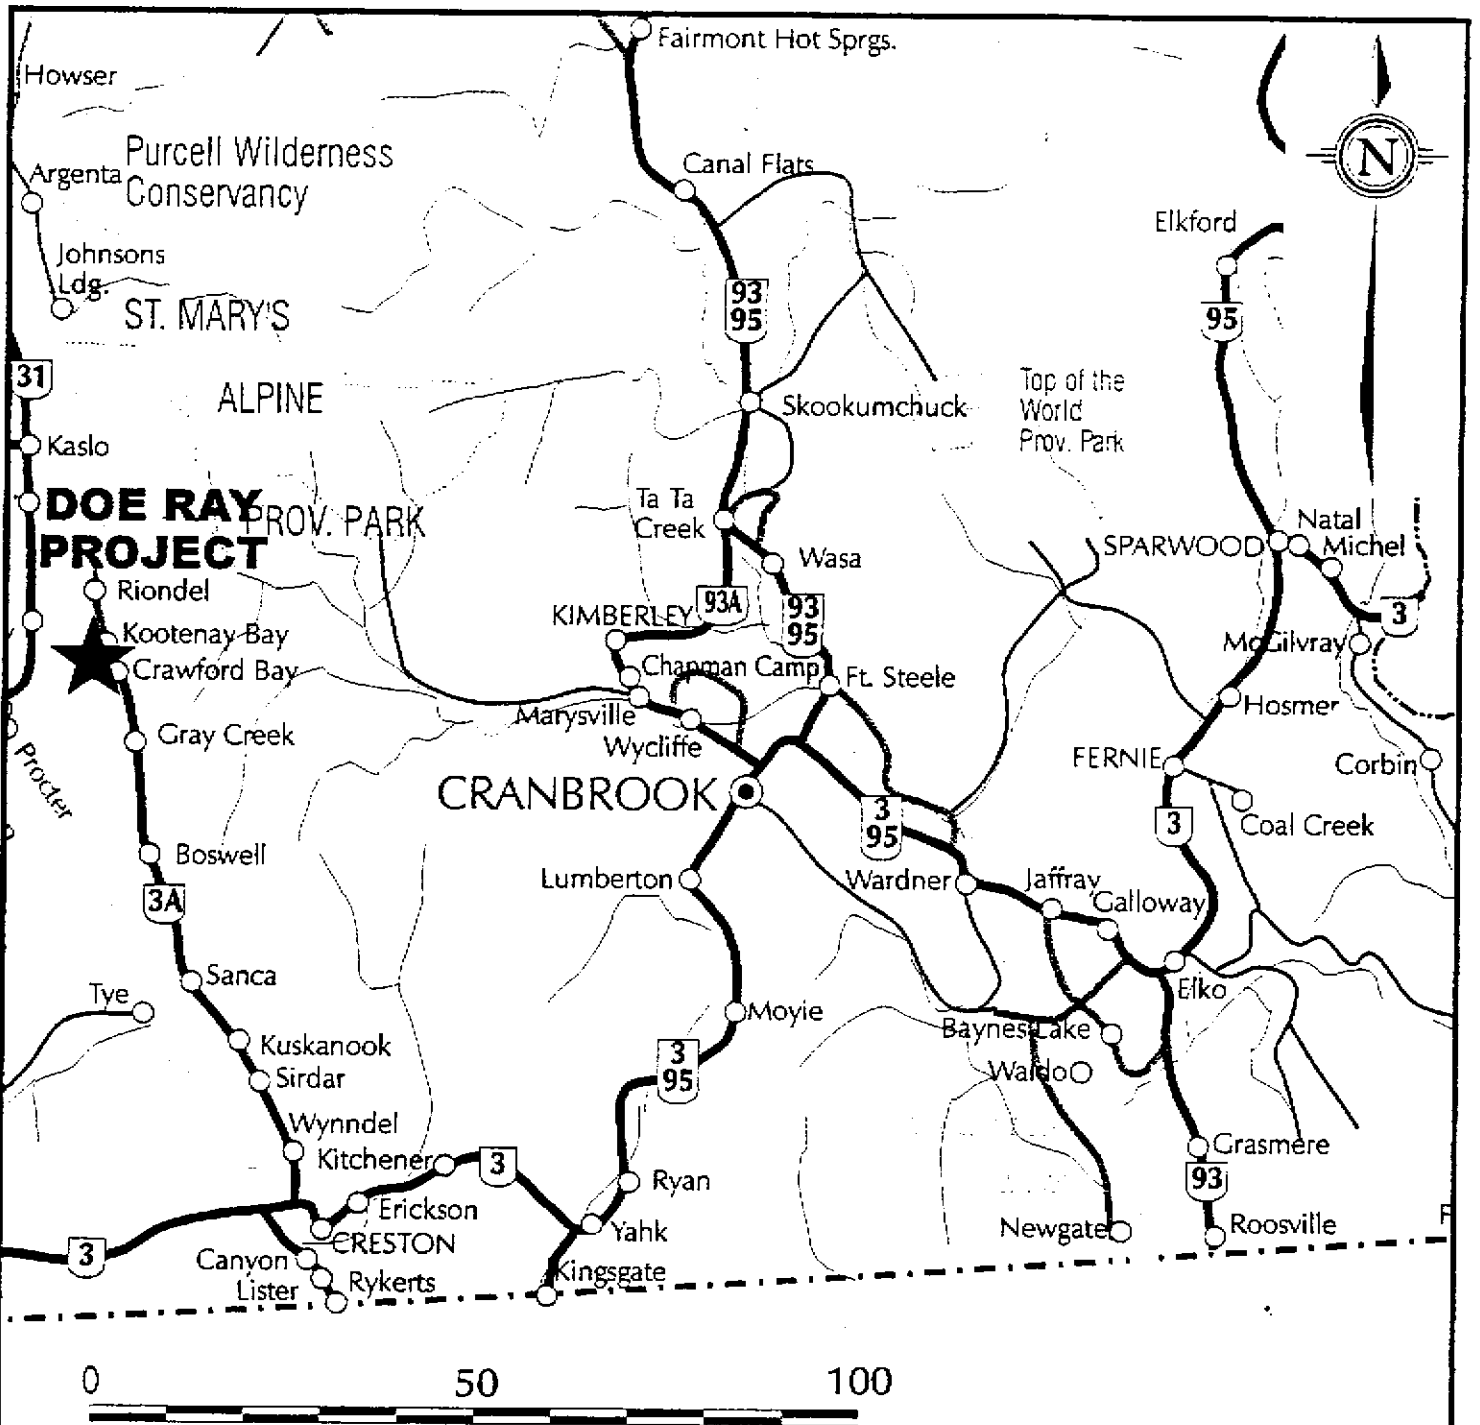 Fairmont Hot Sprgs.
Howser
Purcell Wilderness
Conservancy
Argenta
Canal Flats
N
Elkford
Johnsons
Ldg.
ST. MARY'S
93
95
95
31
ALPINE
Top of the
World
Prov. Park
Skookumchuck
Kaslo
DOE RAY
PROJECT
PROV. PARK
Ta Ta
Creek
Wasa
Natal
SPARWOOD
Michel
Riondel
93A
93
95
3
KIMBERLEY
Kootenay Bay
McGilvray
Crawford Bay
Chapman Camp
Ft. Steele
Marysville
Hosmer
Gray Creek
Wycliffe
Procter
FERNIE
Corbin
CRANBROOK
3
95
3
Coal Creek
Boswell
Lumberton
Wardner
Jaffray
Galloway
3A
Sanca
Elko
Tye
Moyie
Baynes Lake
Kuskanook
Sirdar
3
95
Waldo
Wynndel
Kitchener
3
Grasmere
Ryan
93
Erickson
Yahk
Newgate
Roosville
F
3
CRESTON
Canyon
Lister
Rykerts
Kingsgate
0
50
100